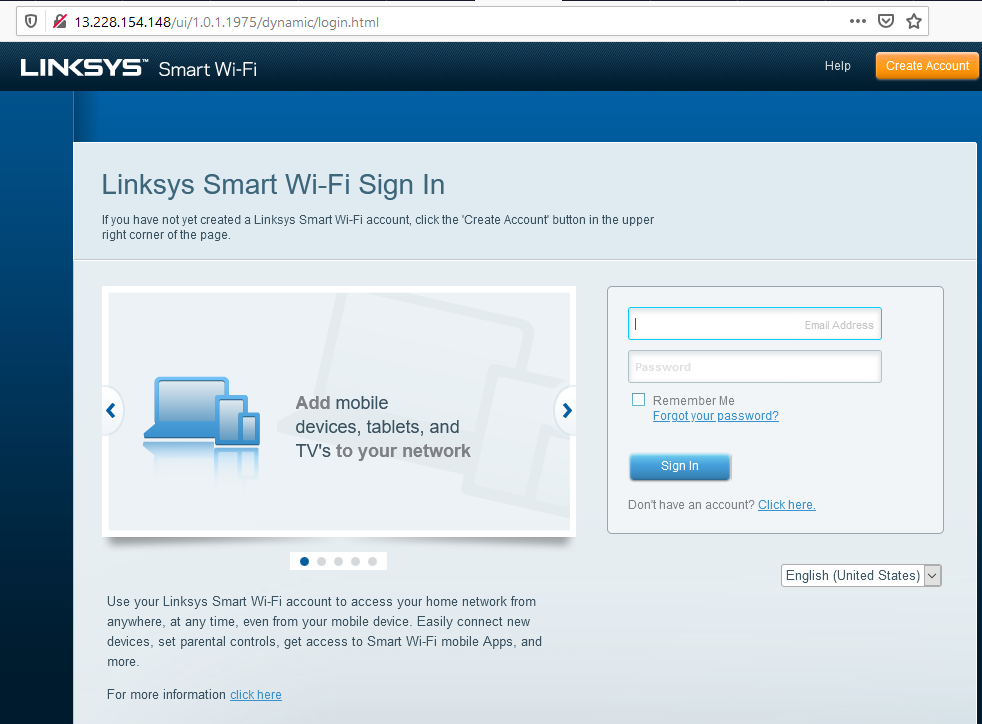 13.228.154.148/ui/1.0.1.1975/dynamic/login.html
LINKSYS™ Smart Wi-Fi
Help
Create Account
Linksys Smart Wi-Fi Sign In
If you have not yet created a Linksys Smart Wi-Fi account, click the 'Create Account' button in the upper
right corner of the page.
Add mobile
devices, tablets, and
TV's to your network
Email Address
Password
Remember Me
Forgot your password?
Sign In
Don't have an account? Click here.
English (United States)
Use your Linksys Smart Wi-Fi account to access your home network from
anywhere, at any time, even from your mobile device. Easily connect new
devices, set parental controls, get access to Smart Wi-Fi mobile Apps, and
more.
For more information click here